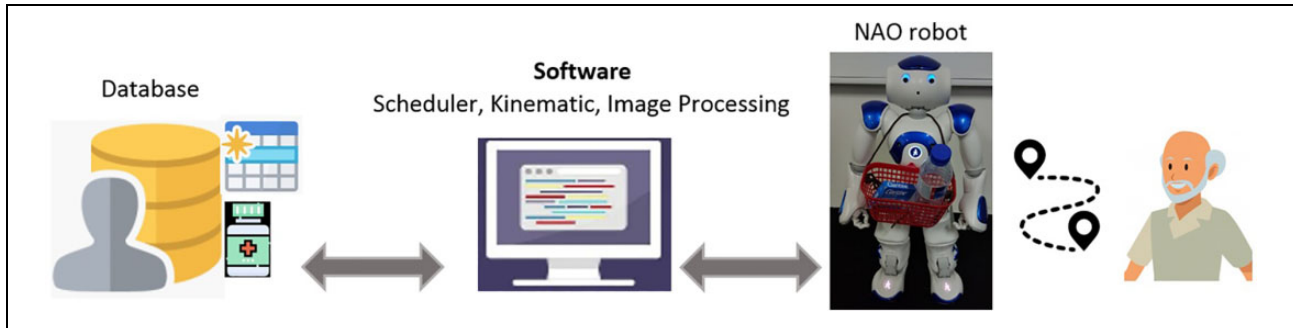 Database
Software
Scheduler, Kinematic, Image Processing
NAO robot